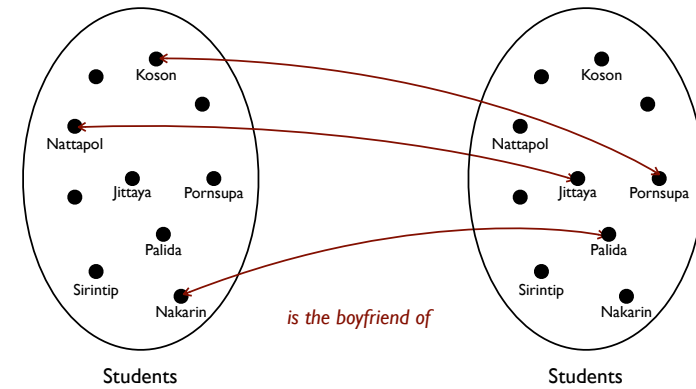 Koson
Nattapol
Jittaya
Pornsupa
Palida
Sirintip
Nakarin
Students
is the boyfriend of
Koson
Nattapol
Jittaya
Pornsupa
Palida
Sirintip
Nakarin
Students